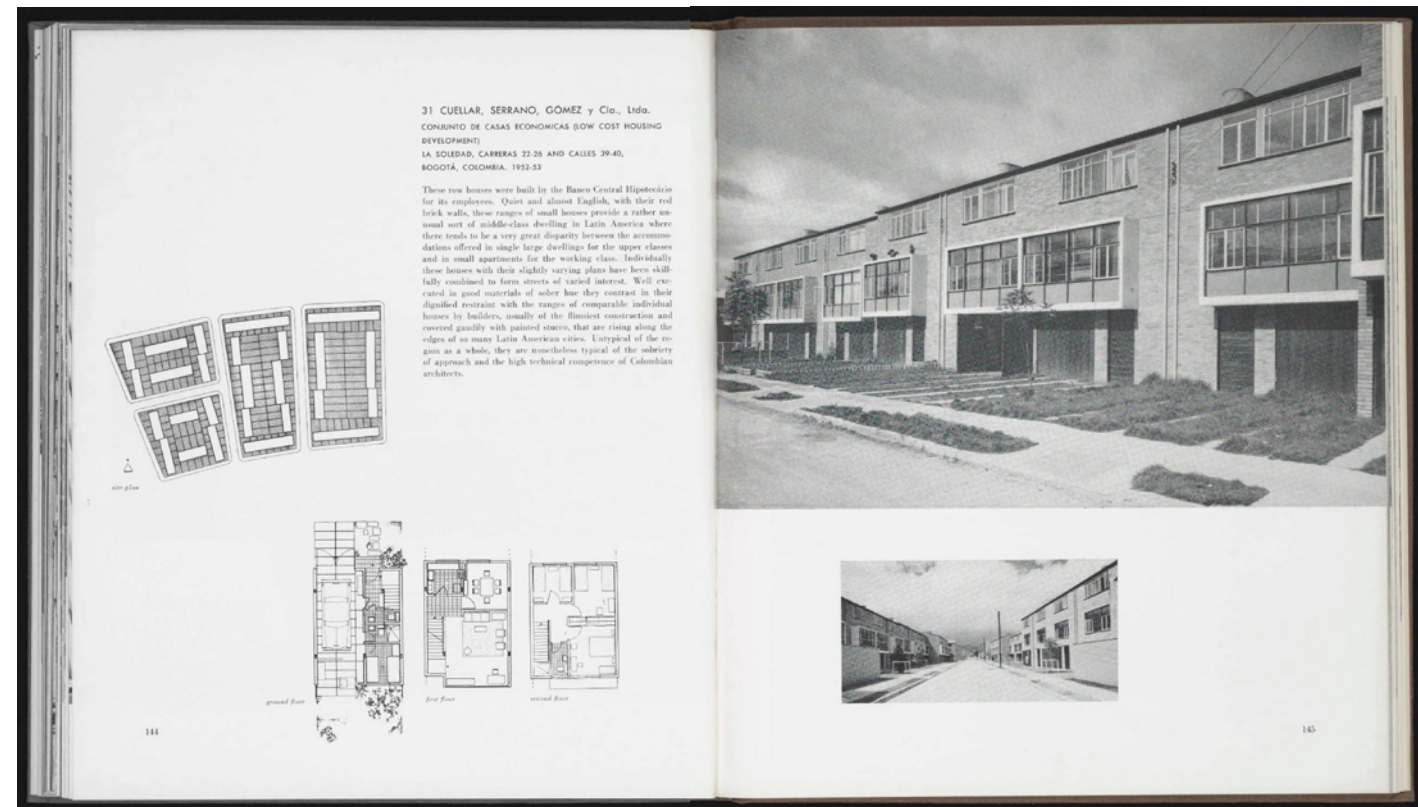 31 CUELLAR, SERRANO, GÓMEZ y Cia., Ltda.
CONJUNTO DE CASAS ECONOMICAS (LOW COST HOUSING
DEVELOPMENT)
LA SOLEDAD, CARRERAS 22-26 AND CALLES 39-40,
BOGOTÁ, COLOMBIA. 1952-53
These row houses were built by the Banco Central Hipotecário
for its employees. Quiet and almost English, with their red
brick walls, these ranges of small houses provide a rather un-
usual sort of middle-class dwelling in Latin America where
there tends to be a very great disparity between the accommo-
dations offered in single large dwellings for the upper classes
and in small apartments for the working class. Individually
these houses with their slightly varying plans have been skill-
fully combined to form streets of varied interest. Well exe-
cuted in good materials of sober hue they contrast in their
dignified restraint with the ranges of comparable individual
houses by builders, usually of the flimsiest construction and
covered gaudily with painted stucco, that are rising along the
edges of so many Latin American cities. Untypical of the re-
gion as a whole, they are nonetheless typical of the sobriety
of approach and the high technical competence of Colombian
architects.
site plan
ground floor
first floor
second floor
144
145